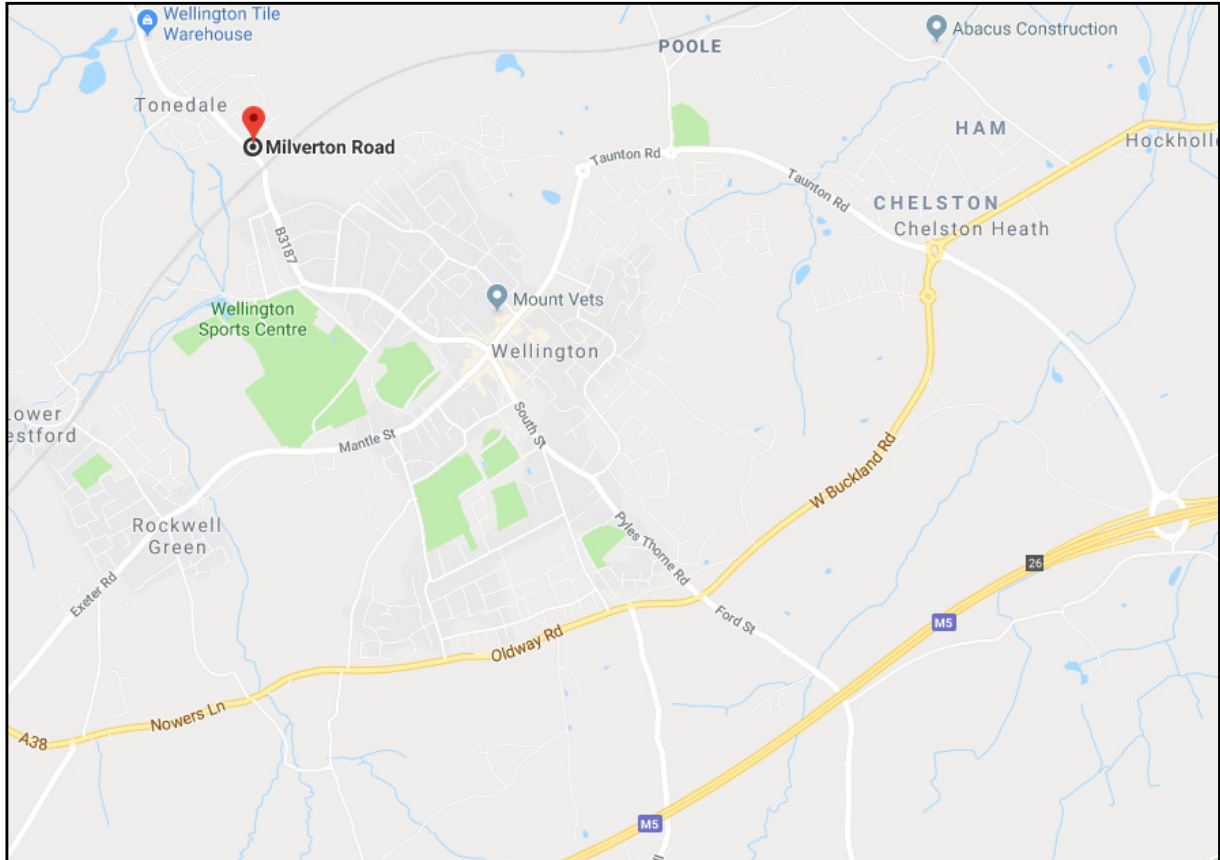 Wellington Tile
Warehouse
POOLE
Abacus Construction
Tonedale
HAM
Milverton Road
Hockholle
Taunton Rd
Taunton Rd
CHELSTON
Chelston Heath
B3187
Mount Vets
Wellington
Sports Centre
Wellington
Lower
estford
Mantle St
South St
W Buckland Rd
Rockwell
Green
Pyles Thorne Rd
26
Exeter Rd
Ford St
M5
Oldway Rd
Nowers Ln
A38
M5